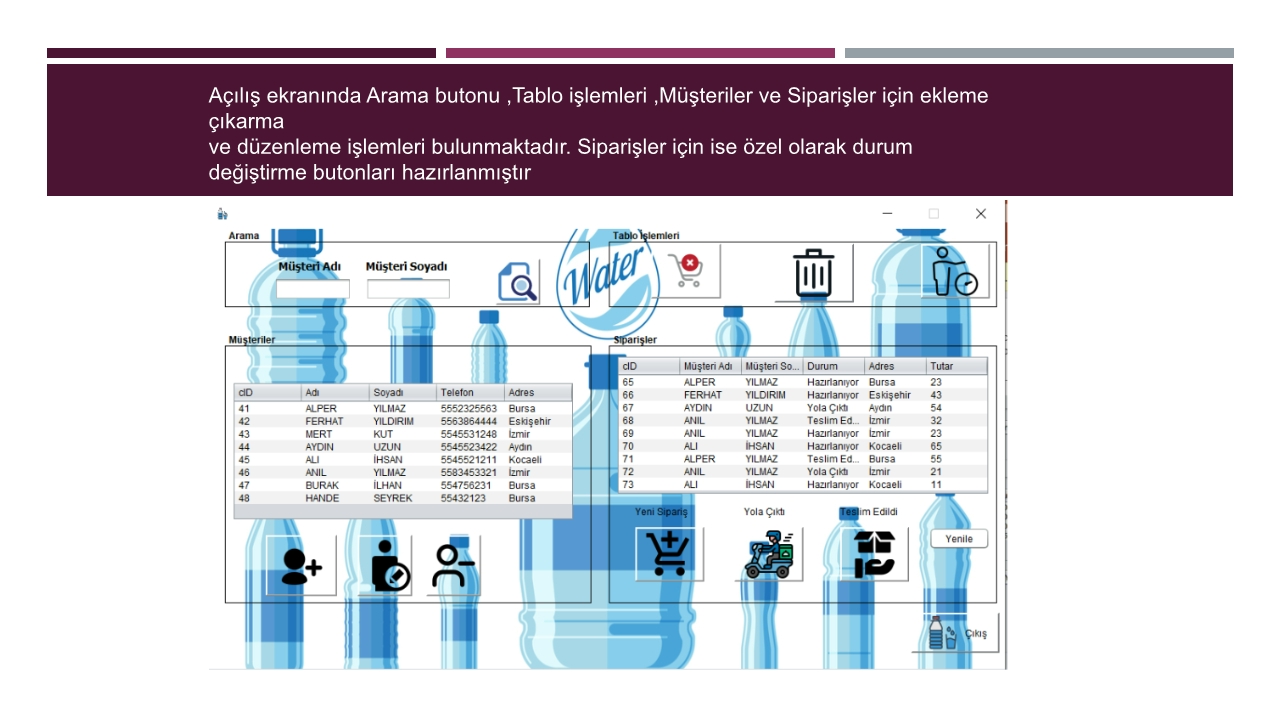 Açılış ekranında Arama butonu ,Tablo işlemleri ,Müşteriler ve Siparişler için ekleme
çıkarma
ve düzenleme işlemleri bulunmaktadır. Siparişler için ise özel olarak durum
değiştirme butonları hazırlanmıştır
Arama
Müşteri Adı Müşteri Soyadı
Water
Tablo İşlemleri
Müşteriler
cID Adı Soyadı Telefon Adres
41 ALPER YILMAZ 5552325563 Bursa
42 FERHAT YILDIRIM 5563864444 Eskişehir
43 MERT KUT 5545531248 İzmir
44 AYDIN UZUN 5545523422 Aydın
45 ALI İHSAN 5545521211 Kocaeli
46 ANIL YILMAZ 5583453321 İzmir
47 BURAK İLHAN 554756231 Bursa
48 HANDE SEYREK 55432123 Bursa
Siparişler
cID Müşteri Adı Müşteri So... Durum Adres Tutar
65 ALPER YILMAZ Hazırlanıyor Bursa 23
66 FERHAT YILDIRIM Hazırlanıyor Eskişehir 43
67 AYDIN UZUN Yola Çıktı Aydın 54
68 ANIL YILMAZ Teslim Ed... İzmir 32
69 ANIL YILMAZ Hazırlanıyor İzmir 23
70 ALI İHSAN Hazırlanıyor Kocaeli 65
71 ALPER YILMAZ Teslim Ed... Bursa 55
72 ANIL YILMAZ Yola Çıktı İzmir 21
73 ALI İHSAN Hazırlanıyor Kocaeli 11
Yeni Sipariş Yola Çıktı Teslim Edildi
Yenile
Çıkış